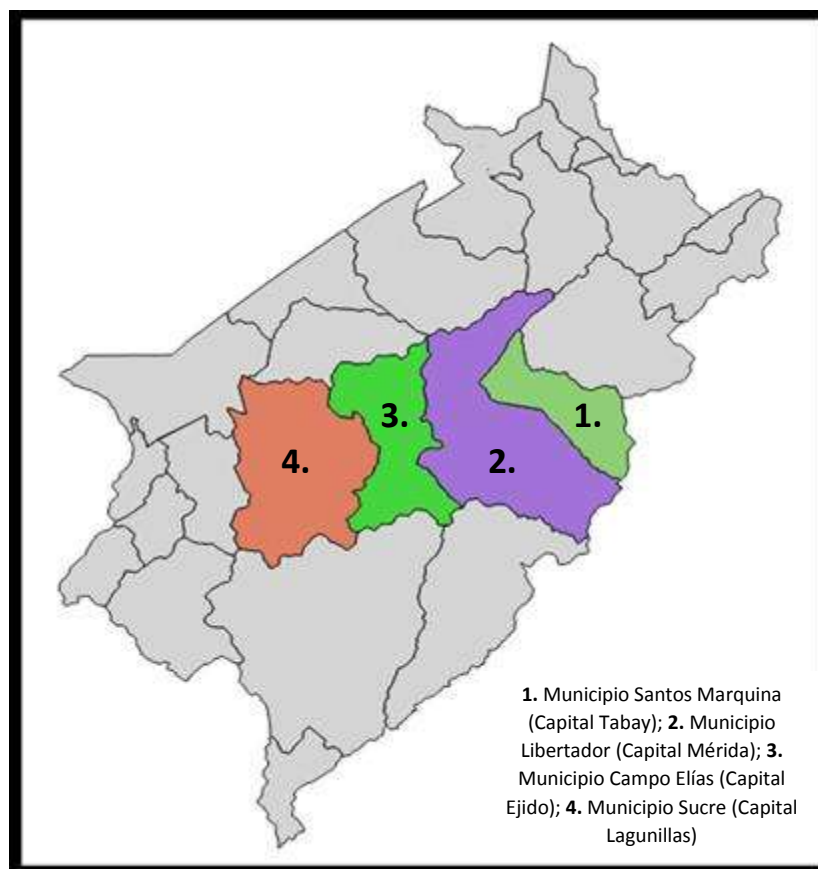 3.
1.
4.
2.
1. Municipio Santos Marquina
(Capital Tabay); 2. Municipio
Libertador (Capital Mérida); 3.
Municipio Campo Elías (Capital
Ejido); 4. Municipio Sucre (Capital
Lagunillas)